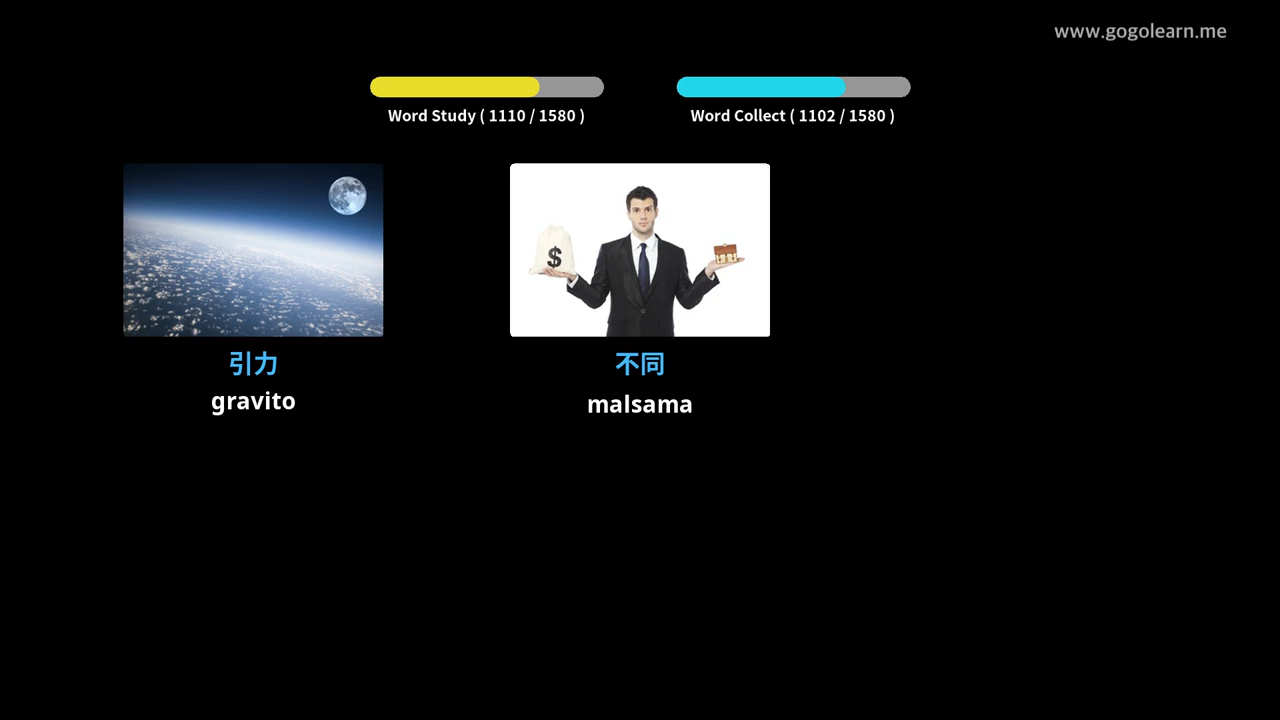 www.gogolearn.me
Word Study ( 1110 / 1580 )
Word Collect ( 1102 / 1580 )
$
引力
gravito
不同
malsama